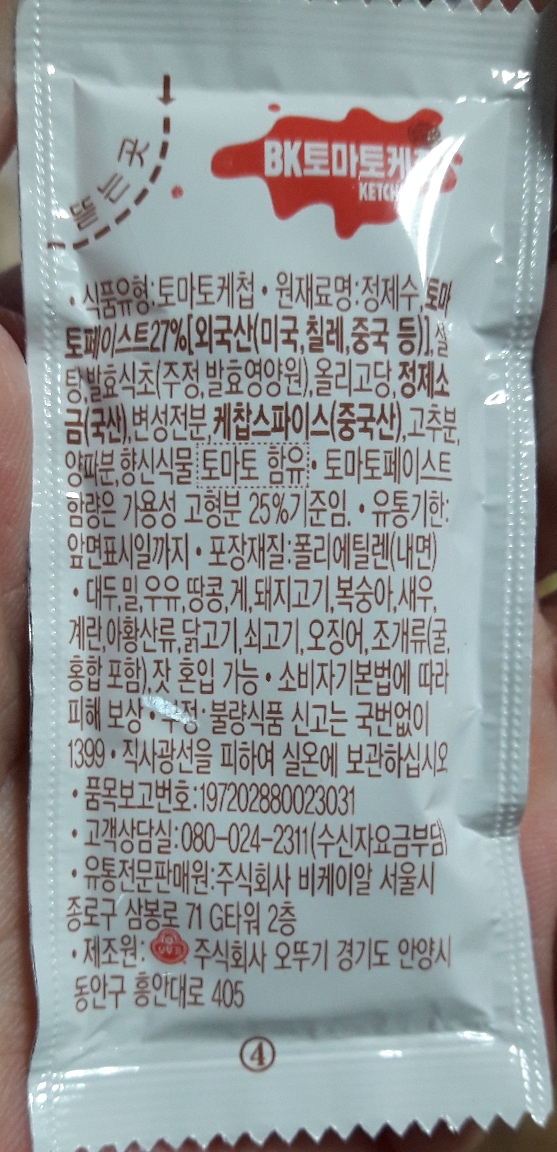 뜯는곳
BK토마토케첩
KETCH
• 식품유형:토마토케첩 • 원재료명:정제수,토마
토페이스트27%[외국산(미국,칠레,중국 등)],설
탕,발효식초(주정,발효영양원),올리고당,정제소
금(국산),변성전분,케찹스파이스(중국산),고추분,
양파분,향신식물 토마토 함유 • 토마토페이스트
함량은 가용성 고형분 25%기준임. • 유통기한:
앞면표시일까지 • 포장재질:폴리에틸렌(내면)
• 대두,밀,우유,땅콩,게,돼지고기,복숭아,새우,
계란,아황산류,닭고기,쇠고기,오징어,조개류(굴,
홍합 포함),잣 혼입 가능 • 소비자기본법에 따라
피해 보상 • 부정·불량식품 신고는 국번없이
1399 • 직사광선을 피하여 실온에 보관하십시오
• 품목보고번호:197202880023031
• 고객상담실:080-024-2311(수신자요금부담)
• 유통전문판매원:주식회사 비케이알 서울시
종로구 삼봉로 71 G타워 2층
• 제조원: 주식회사 오뚜기 경기도 안양시
동안구 흥안대로 405
④